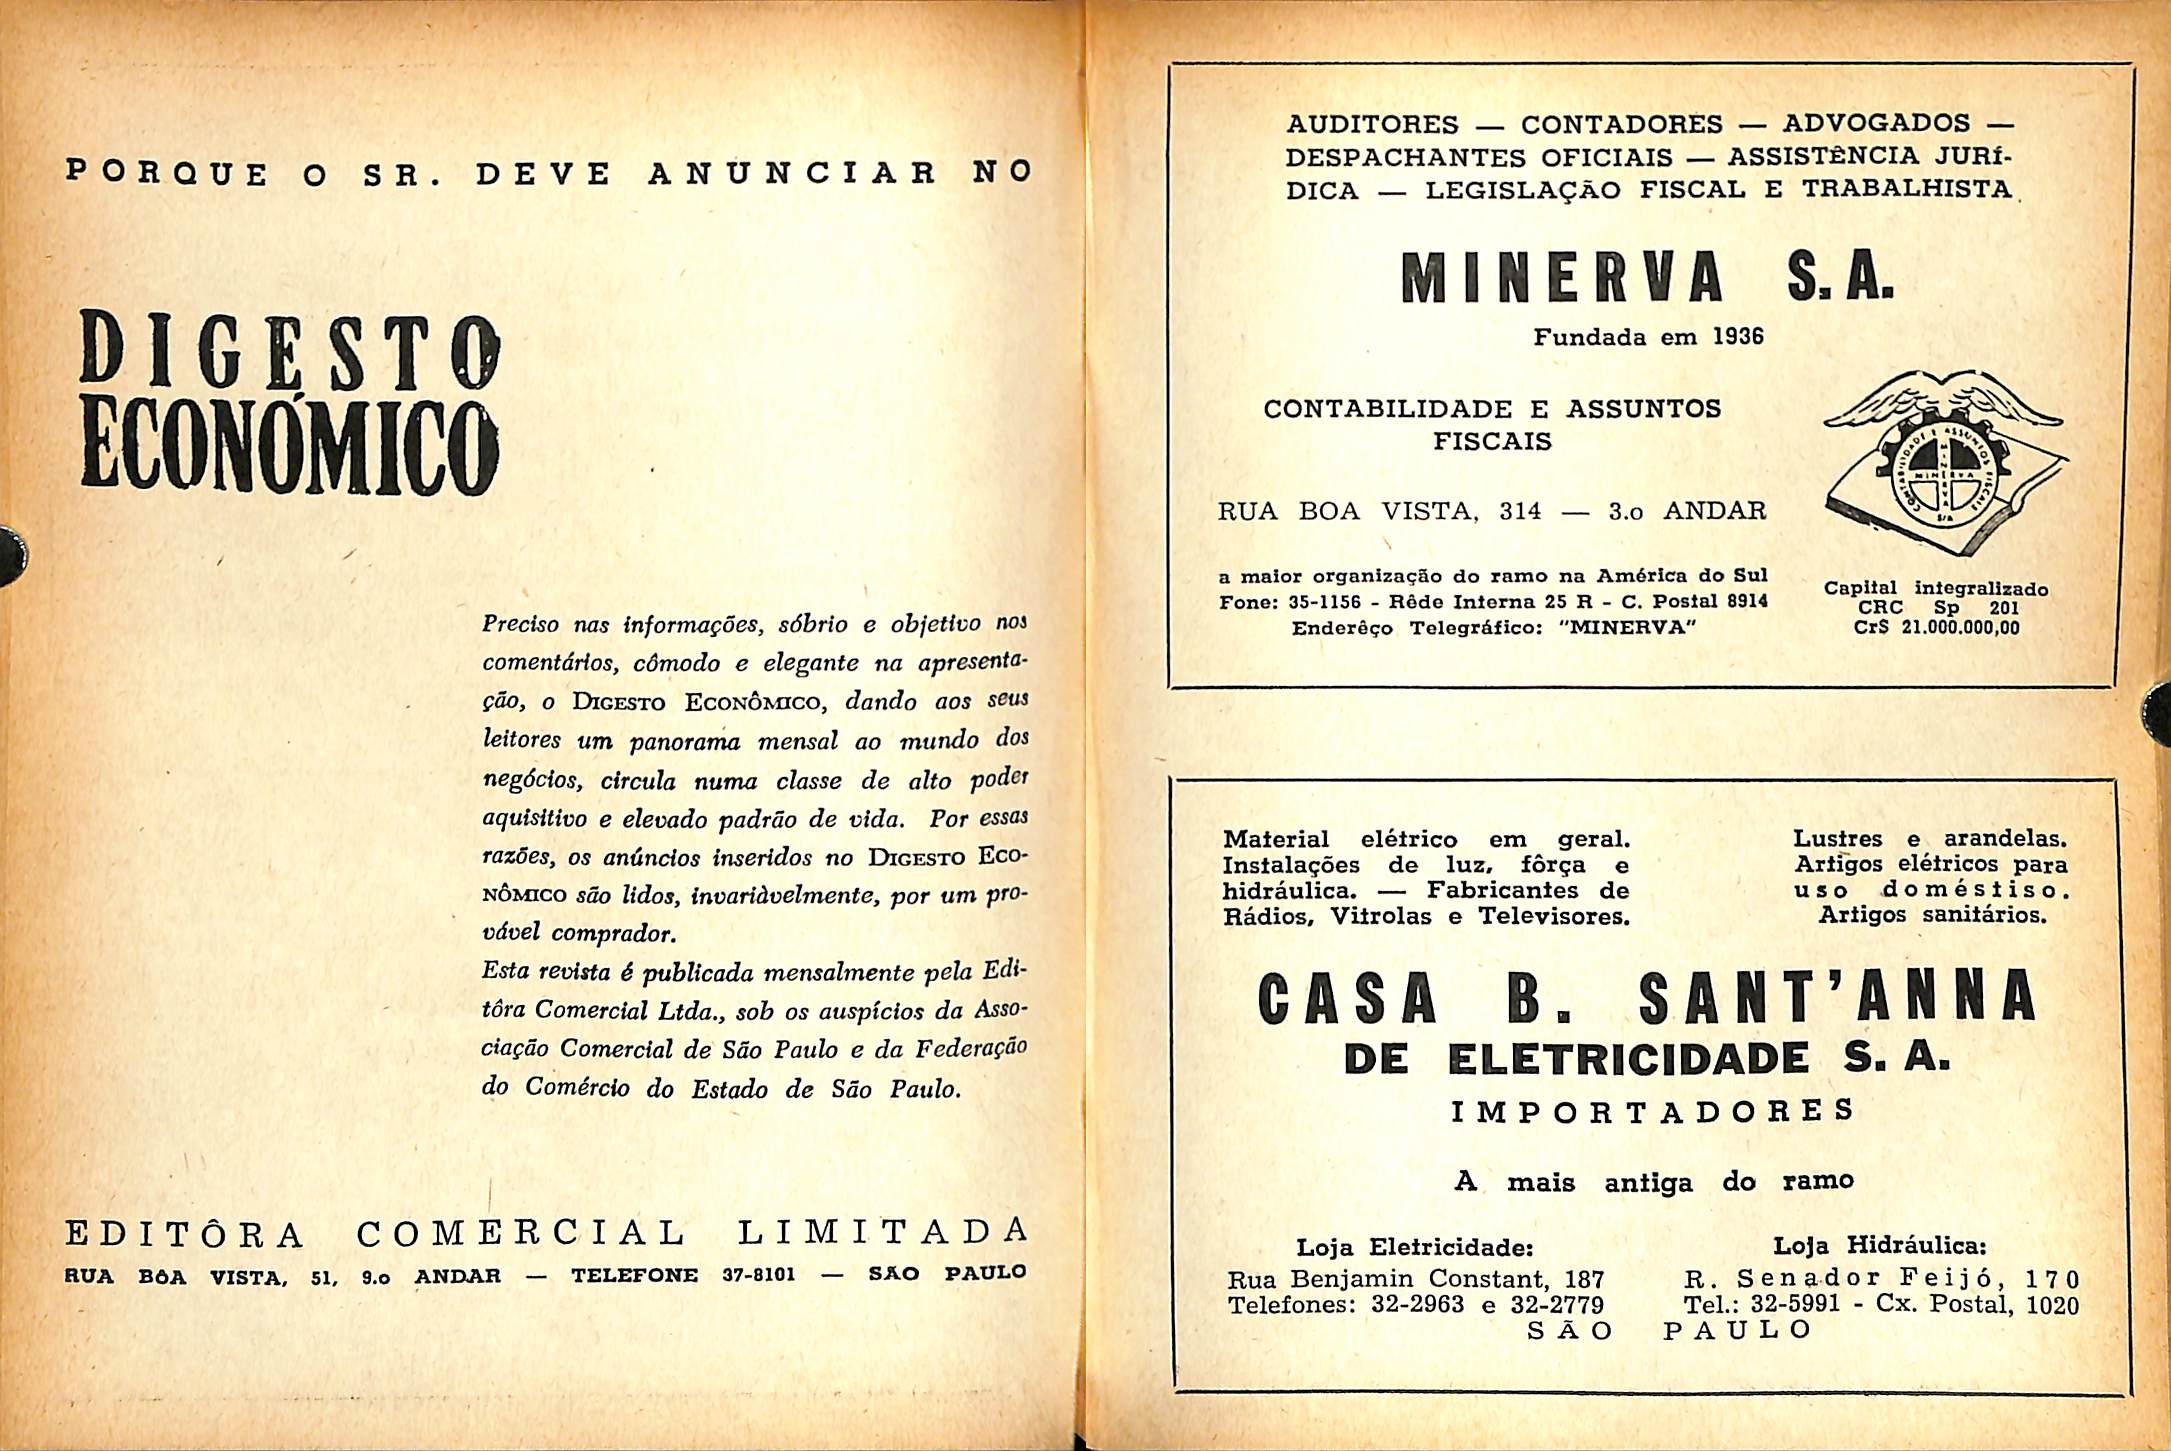 PORQUE O SR. DEVE ANUNCIAR NO
DIGESTO
ECONÓMICO
Preciso nas informações, sóbrio e objetivo nos
comentários, cômodo e elegante na apresenta-
ção, o DIGESTO ECONÔMICO, dando aos seus
leitores um panorama mensal ao mundo dos
negócios, circula numa classe de alto poder
aquisitivo e elevado padrão de vida. Por essas
razões, os anúncios inseridos no DIGESTO ECO-
NÔMICO são lidos, invariàvelmente, por um pro-
vável comprador.
Esta revista é publicada mensalmente pela Edi-
tôra Comercial Ltda., sob os auspícios da Asso-
ciação Comercial de São Paulo e da Federação
do Comércio do Estado de São Paulo.
EDITÔRA COMERCIAL LIMITADA
RUA BÔA VISTA, 51, 9.o ANDAR — TELEFONE 37-8101 — SÃO PAULO
AUDITORES — CONTADORES — ADVOGADOS —
DESPACHANTES OFICIAIS — ASSISTÊNCIA JURÍ-
DICA — LEGISLAÇÃO FISCAL E TRABALHISTA
MINERVA S.A.
Fundada em 1936
CONTABILIDADE E ASSUNTOS
FISCAIS
CONTABILIDADE E ASSUNTOS FISCAIS
MINERVA
MINERVA
S/A
RUA BOA VISTA, 314 — 3.o ANDAR
a maior organização do ramo na América do Sul
Fone: 35-1156 - Rêde Interna 25 R - C. Postal 8914
Enderêço Telegráfico: "MINERVA"
Capital integralizado
CRC Sp 201
Cr$ 21.000.000,00
Material elétrico em geral.
Instalações de luz, fôrça e
hidráulica. — Fabricantes de
Rádios, Vitrolas e Televisores.
Lustres e arandelas.
Artigos elétricos para
uso doméstiso.
Artigos sanitários.
CASA B. SANT'ANNA
DE ELETRICIDADE S. A.
IMPORTADORES
A mais antiga do ramo
Loja Eletricidade:
Rua Benjamin Constant, 187
Telefones: 32-2963 e 32-2779
Loja Hidráulica:
R. Senador Feijó, 170
Tel.: 32-5991 - Cx. Postal, 1020
SÃO PAULO